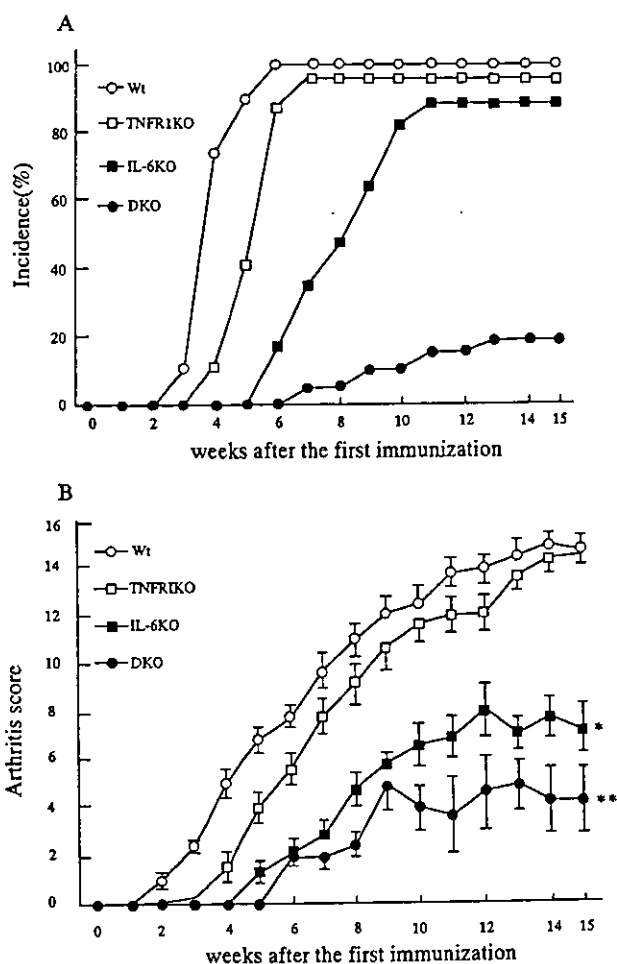 A
100
80
60
40
20
0
Incidence(%)
Wt
TNFR1KO
IL-6KO
DKO
0 2 4 6 8 10 12 14 15
weeks after the first immunization
B
16
14
12
10
8
6
4
2
0
Arthritis score
Wt
TNFRIKO
IL-6KO
DKO
*
**
0 2 4 6 8 10 12 14 15
weeks after the first immunization